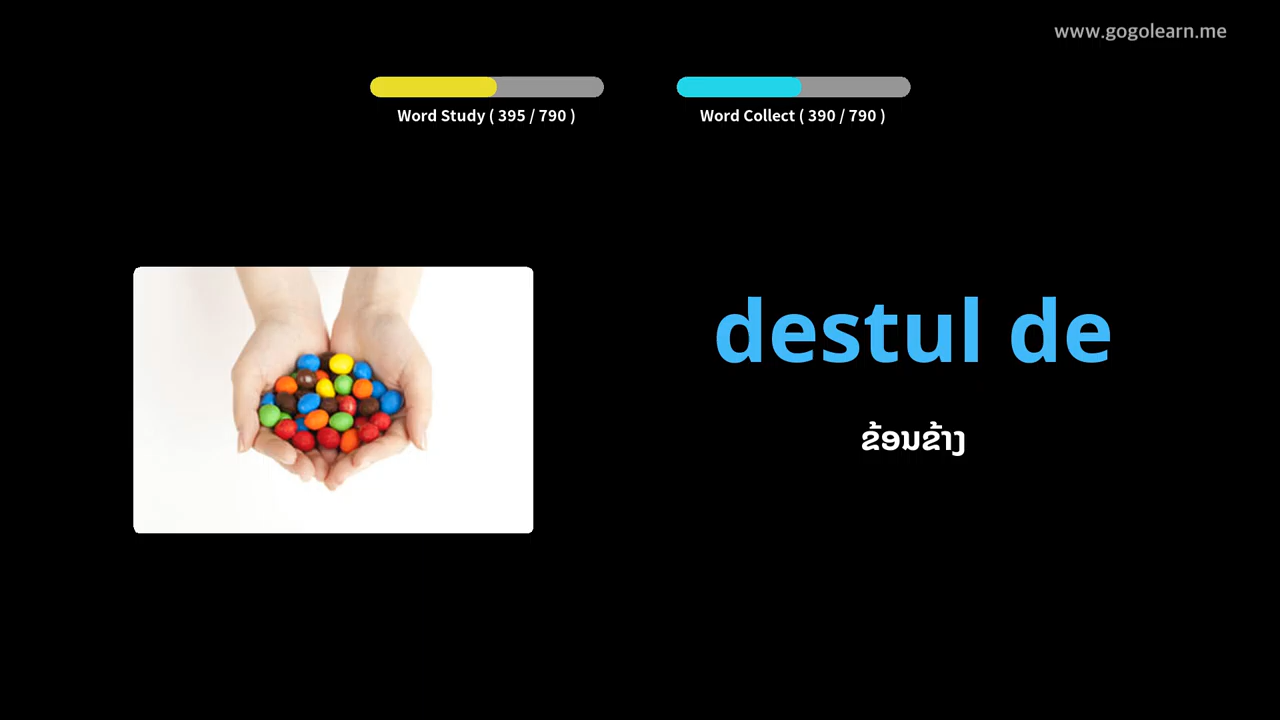 www.gogolearn.me
Word Study ( 395 / 790 )
Word Collect ( 390 / 790 )
destul de
ຂ້ອນຂ້າງ